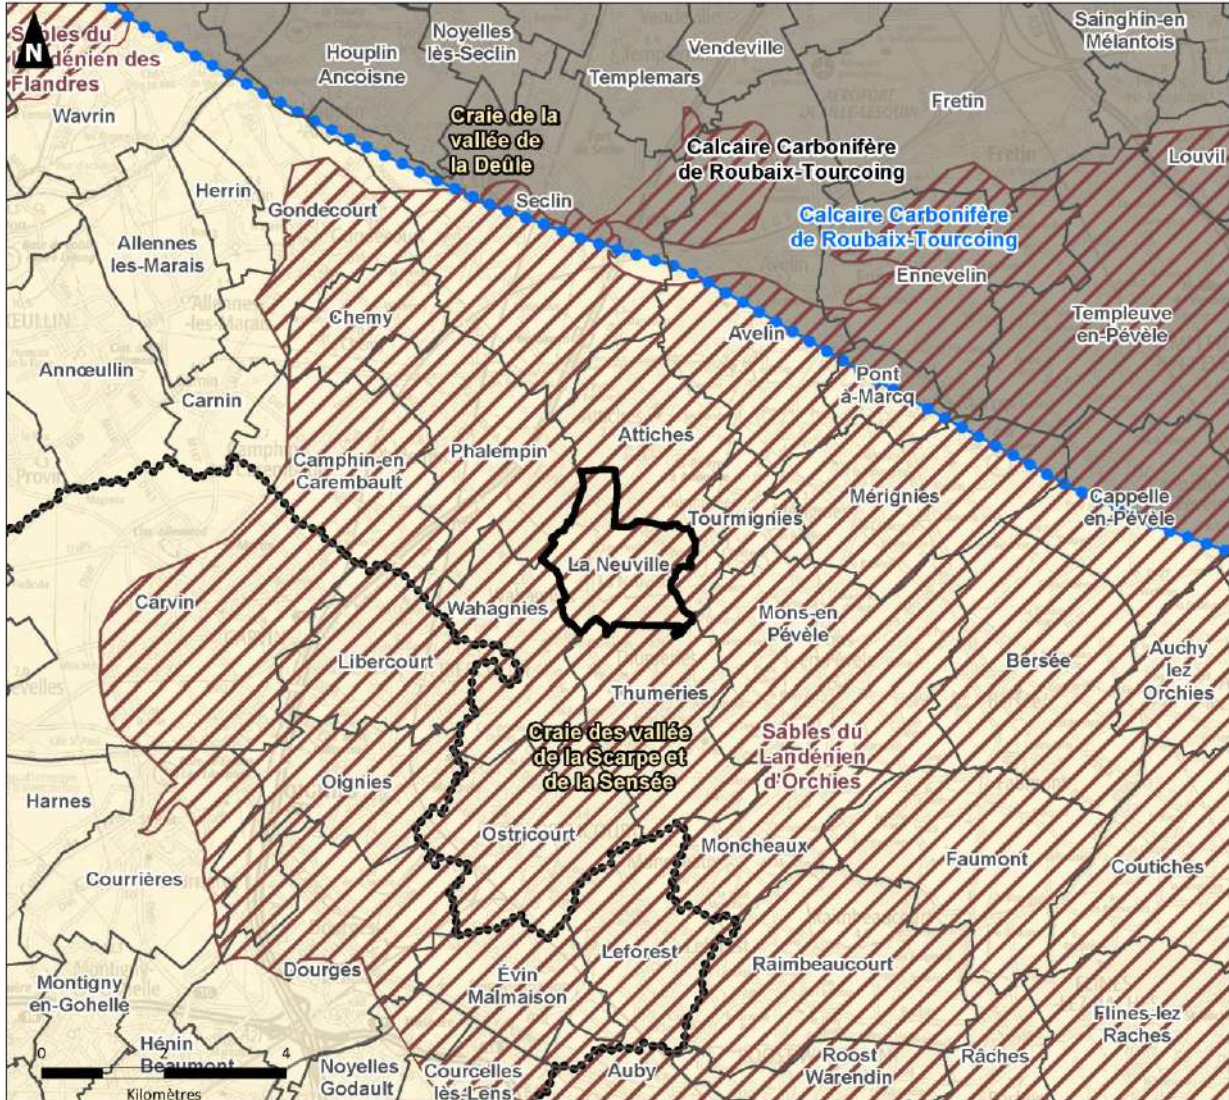 N
Sables du
Landénien des
Flandres
Wavrin
Houplin
Ancoisne
Noyelles
lès-Seclin
Vendeville
Sainghin-en
Mélantois
Templemars
Fretin
Craie de la
vallée de
la Deûle
Calcaire Carbonifère
de Roubaix-Tourcoing
Louvil
Herrin
Gondecourt
Seclin
Calcaire Carbonifère
de Roubaix-Tourcoing
Allennes
les-Marais
Ennevelin
Chemy
Avelin
Templeuve
en-Pévèle
Annœullin
Carnin
Pont
à-Marcq
Attiches
Phalempin
Camphin-en
Carembault
Mérignies
Cappelle
en-Pévèle
Tourmignies
La Neuville
Carvin
Wahagnies
Mons-en
Pévèle
Libercourt
Bersée
Auchy
lez
Orchies
Thumeries
Craie des vallée
de la Scarpe et
de la Sensée
Sables du
Landénien
d'Orchies
Harnes
Oignies
Ostricourt
Moncheaux
Faumont
Coutiches
Courrières
Leforest
Raimbeaucourt
Dourges
Évin
Malmaison
Montigny
en-Gohelle
Flines-lez
Raches
Hénin
Beaumont
Noyelles
Godault
Courcelles
lès-Lens
Auby
Roost
Warendin
Râches
0 2 4
Kilomètres